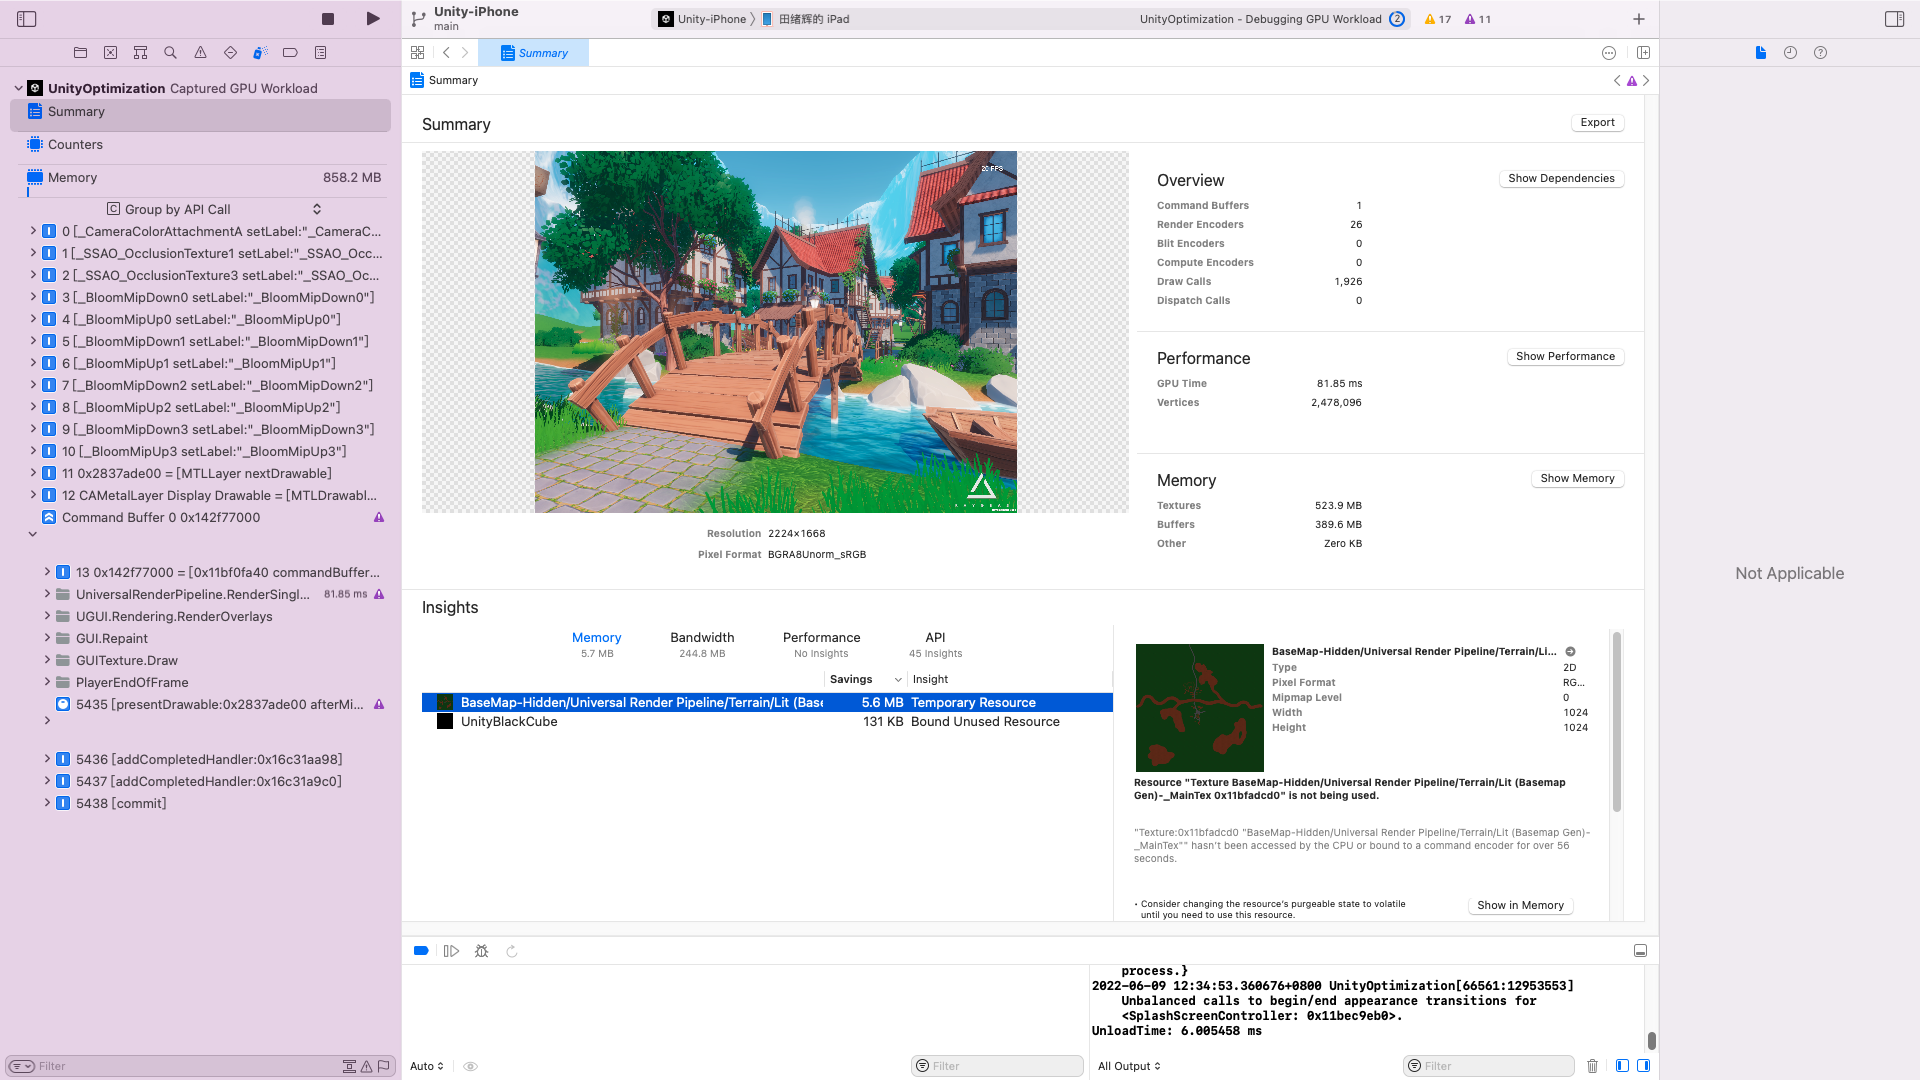 Unity-iPhone
main
Unity-iPhone 〉 田绪辉的 iPad
UnityOptimization - Debugging GPU Workload 2 17 11
Summary
Summary
UnityOptimization Captured GPU Workload
Summary
Counters
Memory 858.2 MB
Group by API Call
0 [_CameraColorAttachmentA setLabel:"_CameraC...
1 [_SSAO_OcclusionTexture1 setLabel:"_SSAO_Occ...
2 [_SSAO_OcclusionTexture3 setLabel:"_SSAO_Oc...
3 [_BloomMipDown0 setLabel:"_BloomMipDown0"]
4 [_BloomMipUp0 setLabel:"_BloomMipUp0"]
5 [_BloomMipDown1 setLabel:"_BloomMipDown1"]
6 [_BloomMipUp1 setLabel:"_BloomMipUp1"]
7 [_BloomMipDown2 setLabel:"_BloomMipDown2"]
8 [_BloomMipUp2 setLabel:"_BloomMipUp2"]
9 [_BloomMipDown3 setLabel:"_BloomMipDown3"]
10 [_BloomMipUp3 setLabel:"_BloomMipUp3"]
11 0x2837ade00 = [MTLLayer nextDrawable]
12 CAMetalLayer Display Drawable = [MTLDrawabl...
Command Buffer 0 0x142f77000
13 0x142f77000 = [0x11bf0fa40 commandBuffer...
UniversalRenderPipeline.RenderSingl... 81.85 ms
UGUI.Rendering.RenderOverlays
GUI.Repaint
GUITexture.Draw
PlayerEndOfFrame
5435 [presentDrawable:0x2837ade00 afterMi...
5436 [addCompletedHandler:0x16c31aa98]
5437 [addCompletedHandler:0x16c31a9c0]
5438 [commit]
Filter
Summary
Export
20 FPS
Resolution 2224×1668
Pixel Format BGRA8Unorm_sRGB
Overview
Show Dependencies
Command Buffers 1
Render Encoders 26
Blit Encoders 0
Compute Encoders 0
Draw Calls 1,926
Dispatch Calls 0
Performance
Show Performance
GPU Time 81.85 ms
Vertices 2,478,096
Memory
Show Memory
Textures 523.9 MB
Buffers 389.6 MB
Other Zero KB
Insights
Memory Bandwidth Performance API
5.7 MB 244.8 MB No Insights 45 Insights
Savings Insight
BaseMap-Hidden/Universal Render Pipeline/Terrain/Lit (Base 5.6 MB Temporary Resource
UnityBlackCube 131 KB Bound Unused Resource
BaseMap-Hidden/Universal Render Pipeline/Terrain/Li...
Type 2D
Pixel Format RG...
Mipmap Level 0
Width 1024
Height 1024
Resource "Texture BaseMap-Hidden/Universal Render Pipeline/Terrain/Lit (Basemap
Gen)-_MainTex 0x11bfadcd0" is not being used.
"Texture:0x11bfadcd0 "BaseMap-Hidden/Universal Render Pipeline/Terrain/Lit (Basemap Gen)-
_MainTex"" hasn't been accessed by the CPU or bound to a command encoder for over 56
seconds.
• Consider changing the resource's purgeable state to volatile
until you need to use this resource.
Show in Memory
process.}
2022-06-09 12:34:53.360676+0800 UnityOptimization[66561:12953553]
Unbalanced calls to begin/end appearance transitions for
<SplashScreenController: 0x11bec9eb0>.
UnloadTime: 6.005458 ms
Auto
Filter
All Output
Filter
Not Applicable